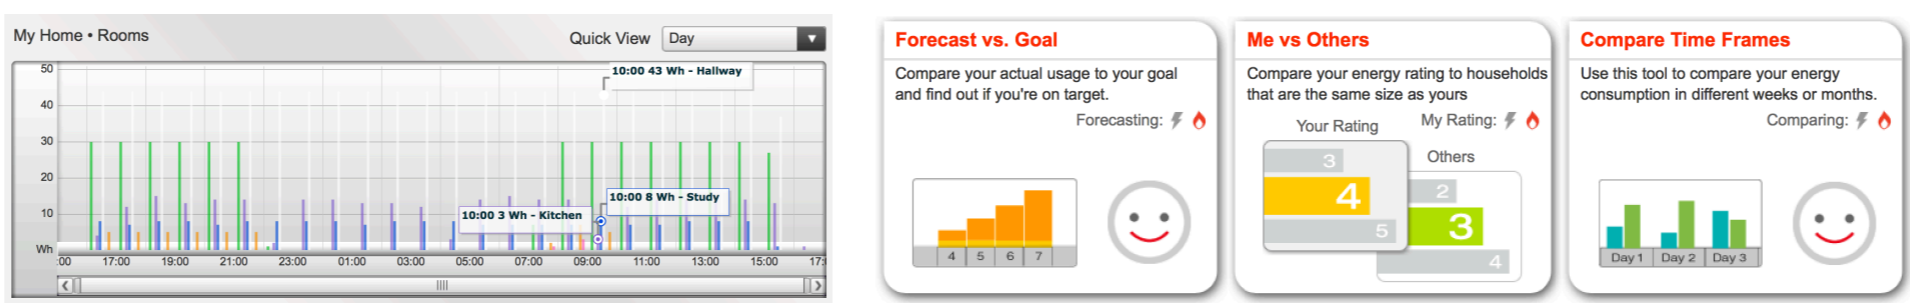 My Home • Rooms
Quick View Day
50
40
30
20
10
Wh
10:00 43 Wh - Hallway
10:00 8 Wh - Study
10:00 3 Wh - Kitchen
:00 17:00 19:00 21:00 23:00 01:00 03:00 05:00 07:00 09:00 11:00 13:00 15:00 17:
Forecast vs. Goal
Compare your actual usage to your goal
and find out if you're on target.
Forecasting:
4 5 6 7
Me vs Others
Compare your energy rating to households
that are the same size as yours
My Rating:
Your Rating
3
4
5
Others
2
3
4
Compare Time Frames
Use this tool to compare your energy
consumption in different weeks or months.
Comparing:
Day 1 Day 2 Day 3